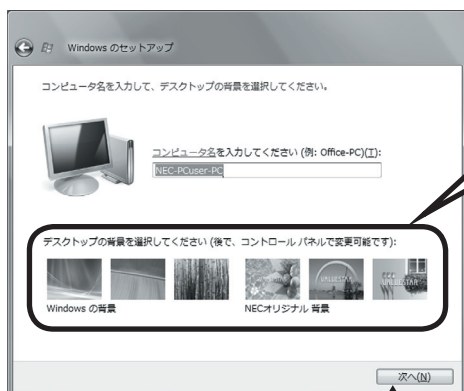 Windows のセットアップ
コンピュータ名を入力して、デスクトップの背景を選択してください。
コンピュータ名を入力してください (例: Office-PC)(T):
NEC-PCuser-PC
デスクトップの背景を選択してください (後で、コントロール パネルで変更可能です):
VALUESTAR
VALUESTAR
Windows の背景
NECオリジナル 背景
次へ(N)